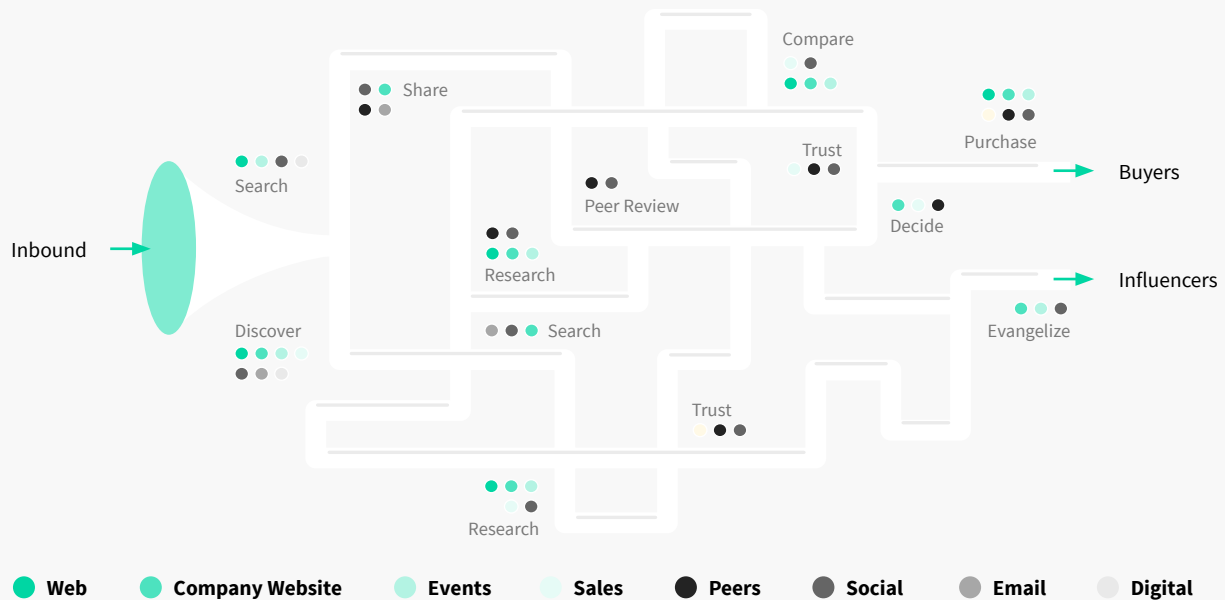 Compare
Share
Purchase
Trust
Search
Buyers
Peer Review
Decide
Inbound
Research
Influencers
Discover
Search
Evangelize
Trust
Research
Web
Company Website
Events
Sales
Peers
Social
Email
Digital